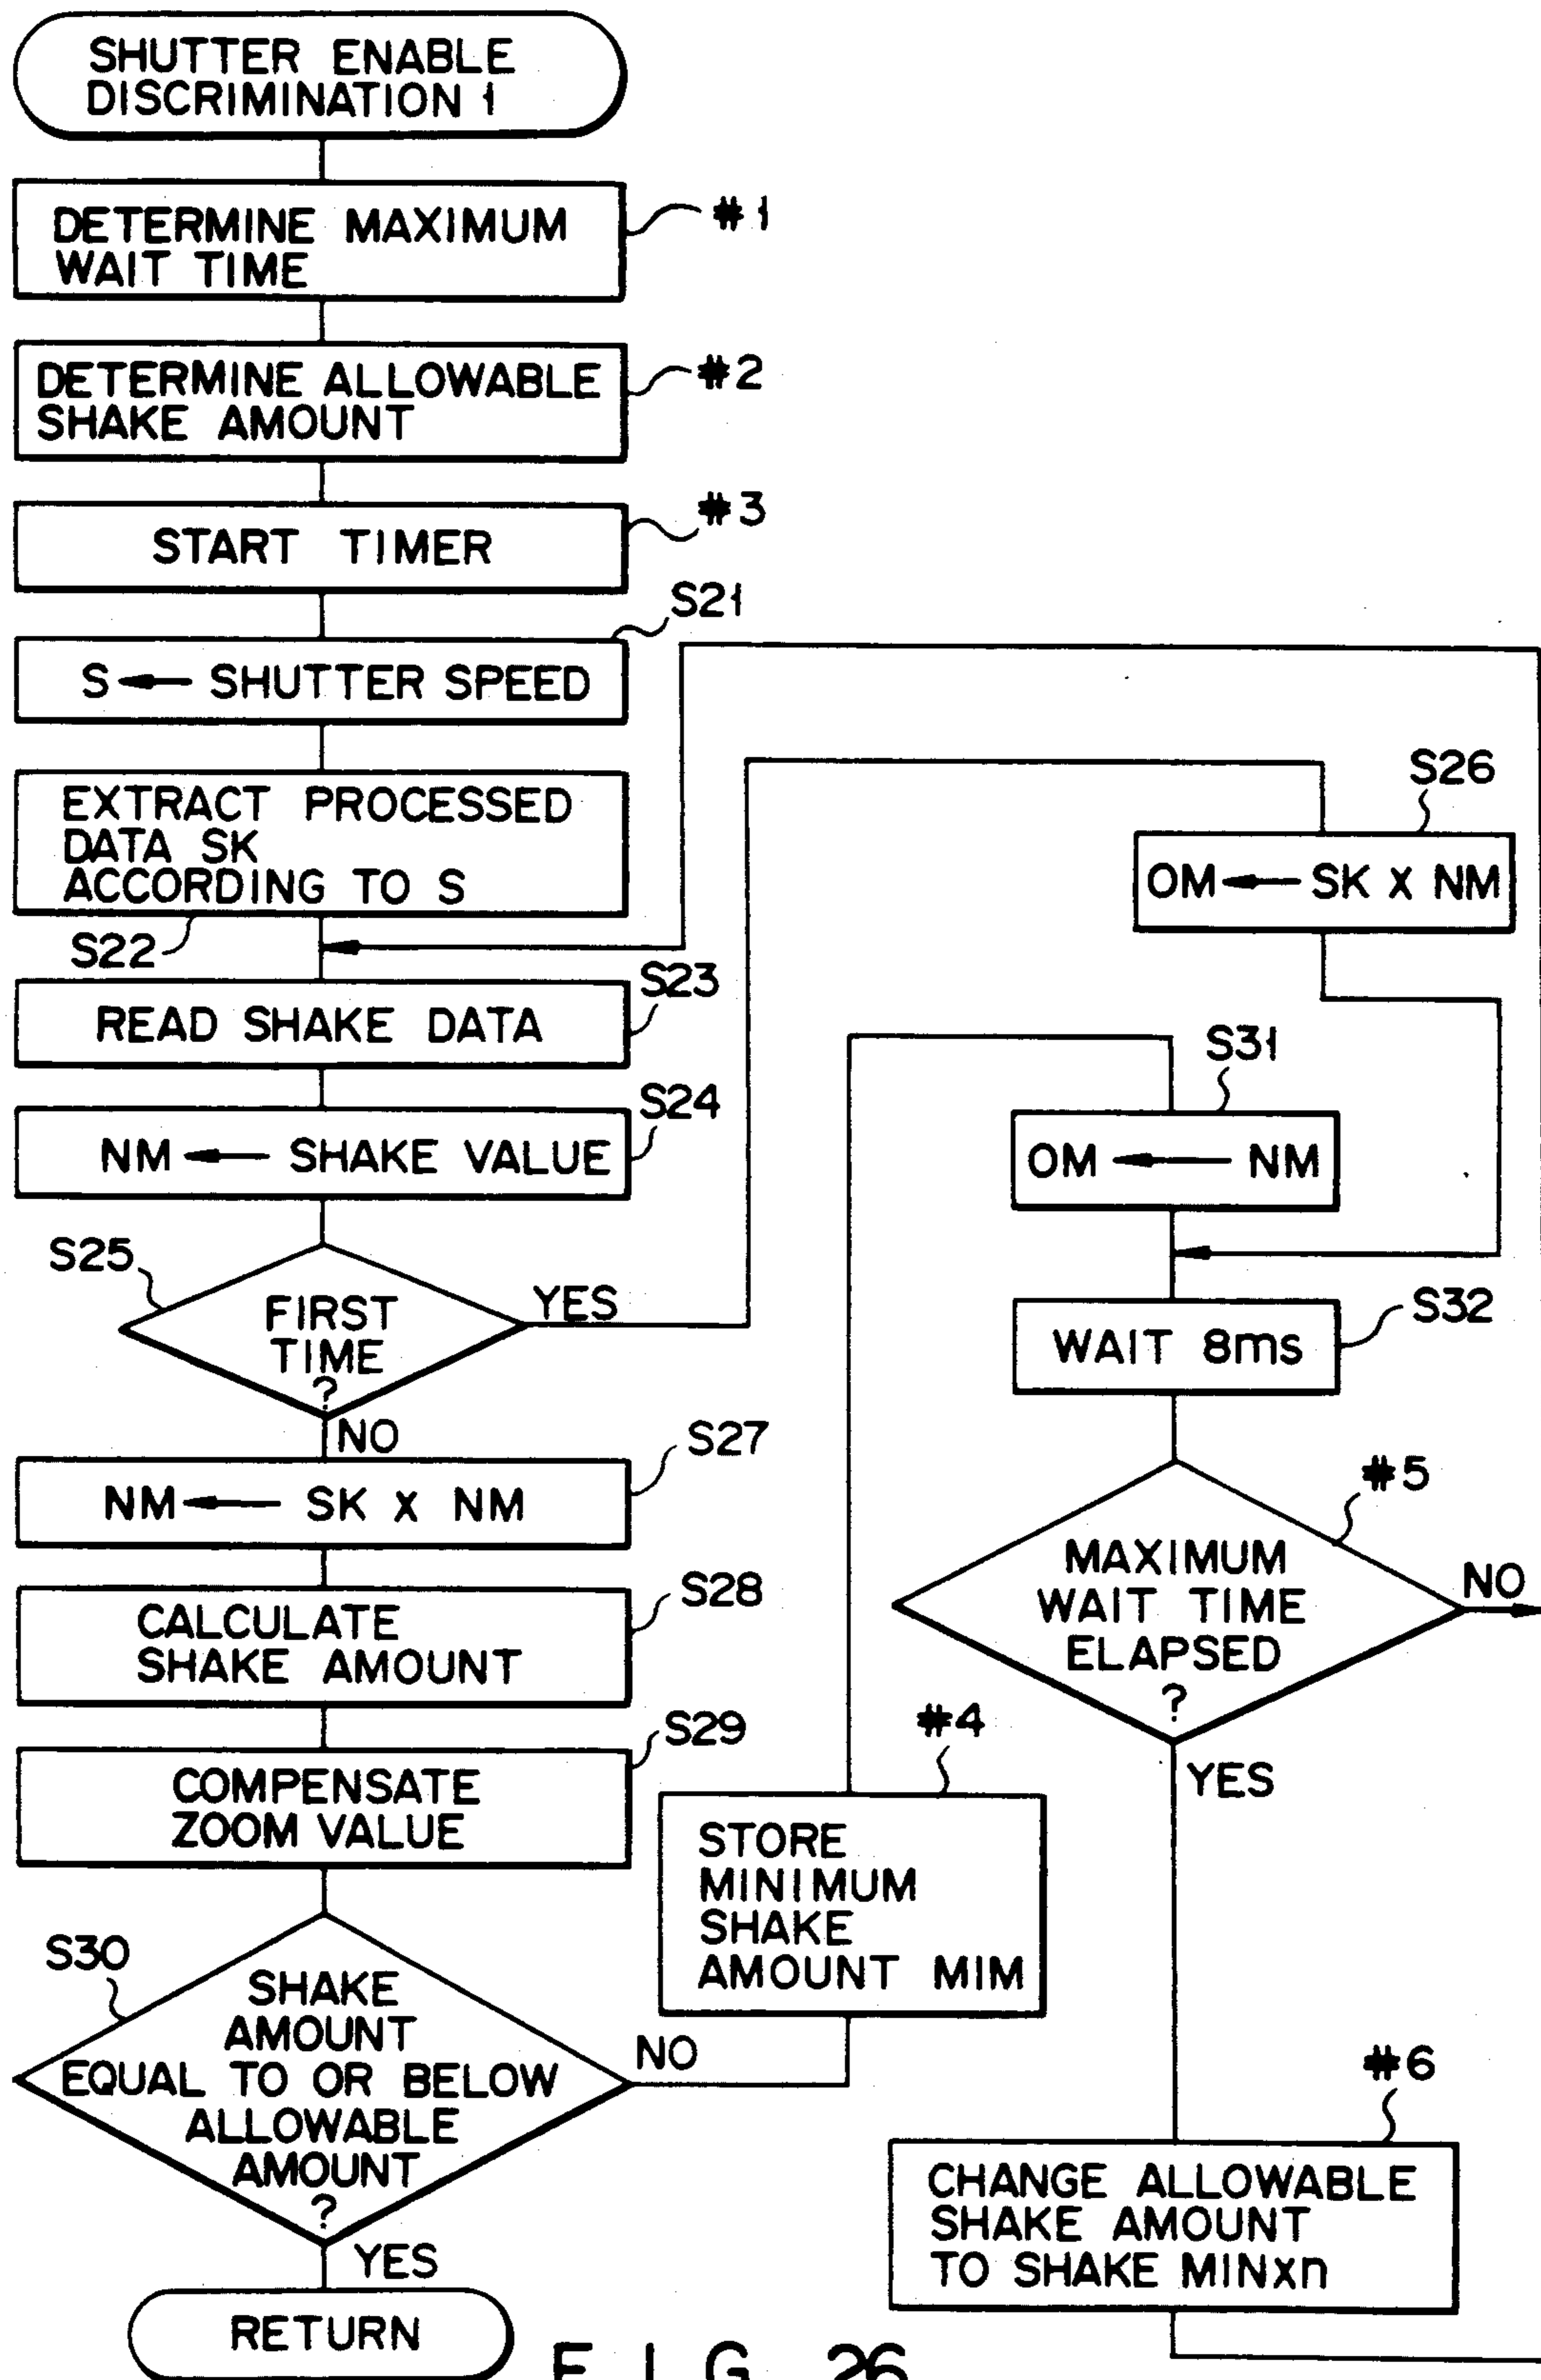 SHUTTER ENABLE
DISCRIMINATION 1
DETERMINE MAXIMUM
WAIT TIME
#1
DETERMINE ALLOWABLE
SHAKE AMOUNT
#2
START TIMER
#3
S ← SHUTTER SPEED
S21
EXTRACT PROCESSED
DATA SK
ACCORDING TO S
S22
READ SHAKE DATA
S23
NM ← SHAKE VALUE
S24
S25
FIRST
TIME
?
YES
NO
OM ← SK X NM
S26
NM ← SK X NM
S27
CALCULATE
SHAKE AMOUNT
S28
COMPENSATE
ZOOM VALUE
S29
S30
SHAKE
AMOUNT
EQUAL TO OR BELOW
ALLOWABLE
AMOUNT
?
NO
YES
RETURN
#4
STORE
MINIMUM
SHAKE
AMOUNT MIM
S31
OM ← NM
WAIT 8ms
S32
#5
MAXIMUM
WAIT TIME
ELAPSED
?
NO
YES
#6
CHANGE ALLOWABLE
SHAKE AMOUNT
TO SHAKE MINxn
FIG. 26